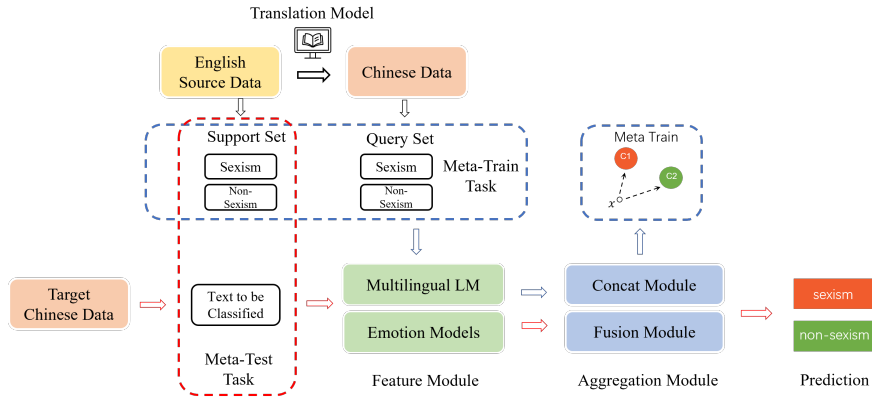 Translation Model
English
Source Data
Chinese Data
Support Set
Query Set
Meta Train
C1
C2
x
Sexism
Sexism
Meta-Train
Task
Non-
Sexism
Non-
Sexism
Target
Chinese Data
Text to be
Classified
Multilingual LM
Concat Module
sexism
Emotion Models
Fusion Module
non-sexism
Meta-Test
Task
Feature Module
Aggregation Module
Prediction